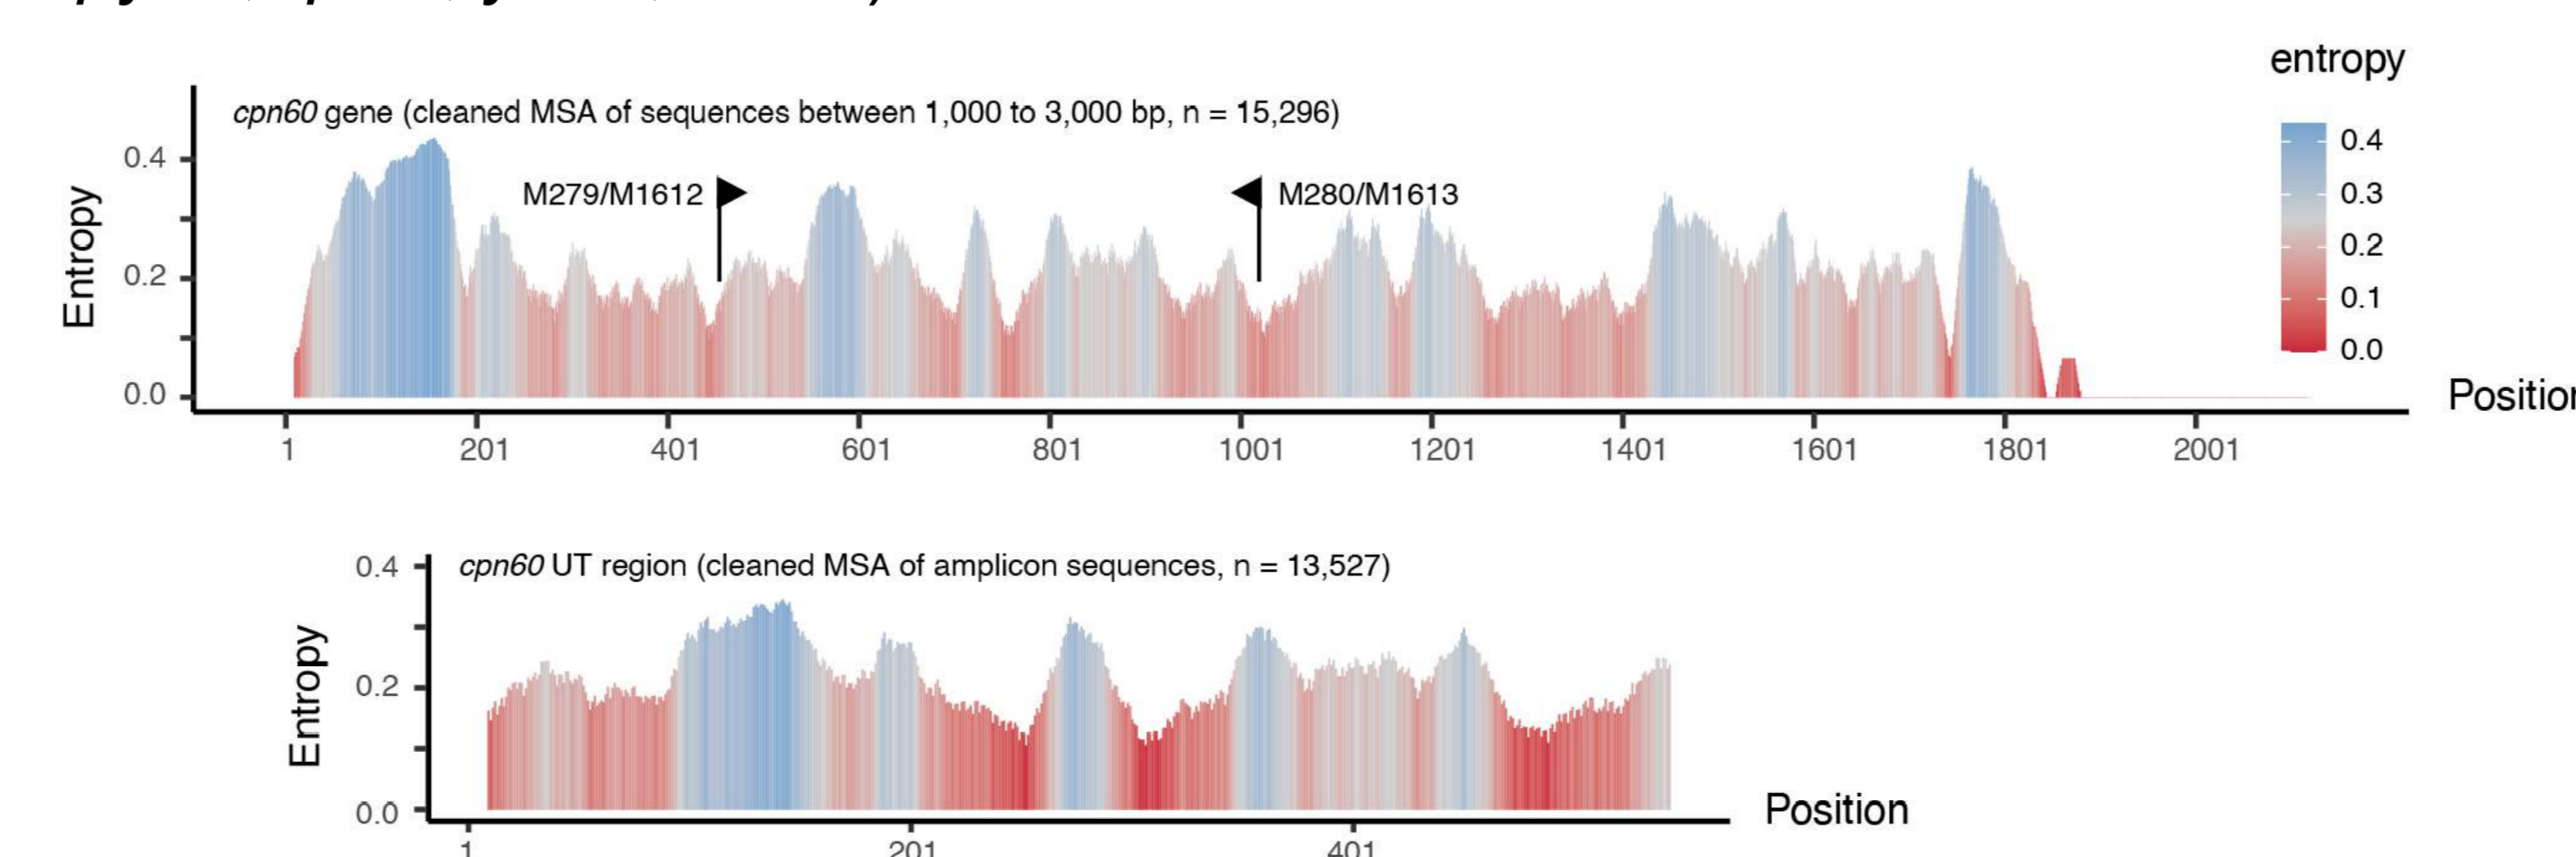 entropy
cpn60 gene (cleaned MSA of sequences between 1,000 to 3,000 bp, n = 15,296)
0.4
0.3
0.2
0.1
0.0
M279/M1612
M280/M1613
Entropy
0.4
0.2
0.0
Position
1 201 401 601 801 1001 1201 1401 1601 1801 2001
cpn60 UT region (cleaned MSA of amplicon sequences, n = 13,527)
Entropy
0.4
0.2
0.0
Position
1 201 401